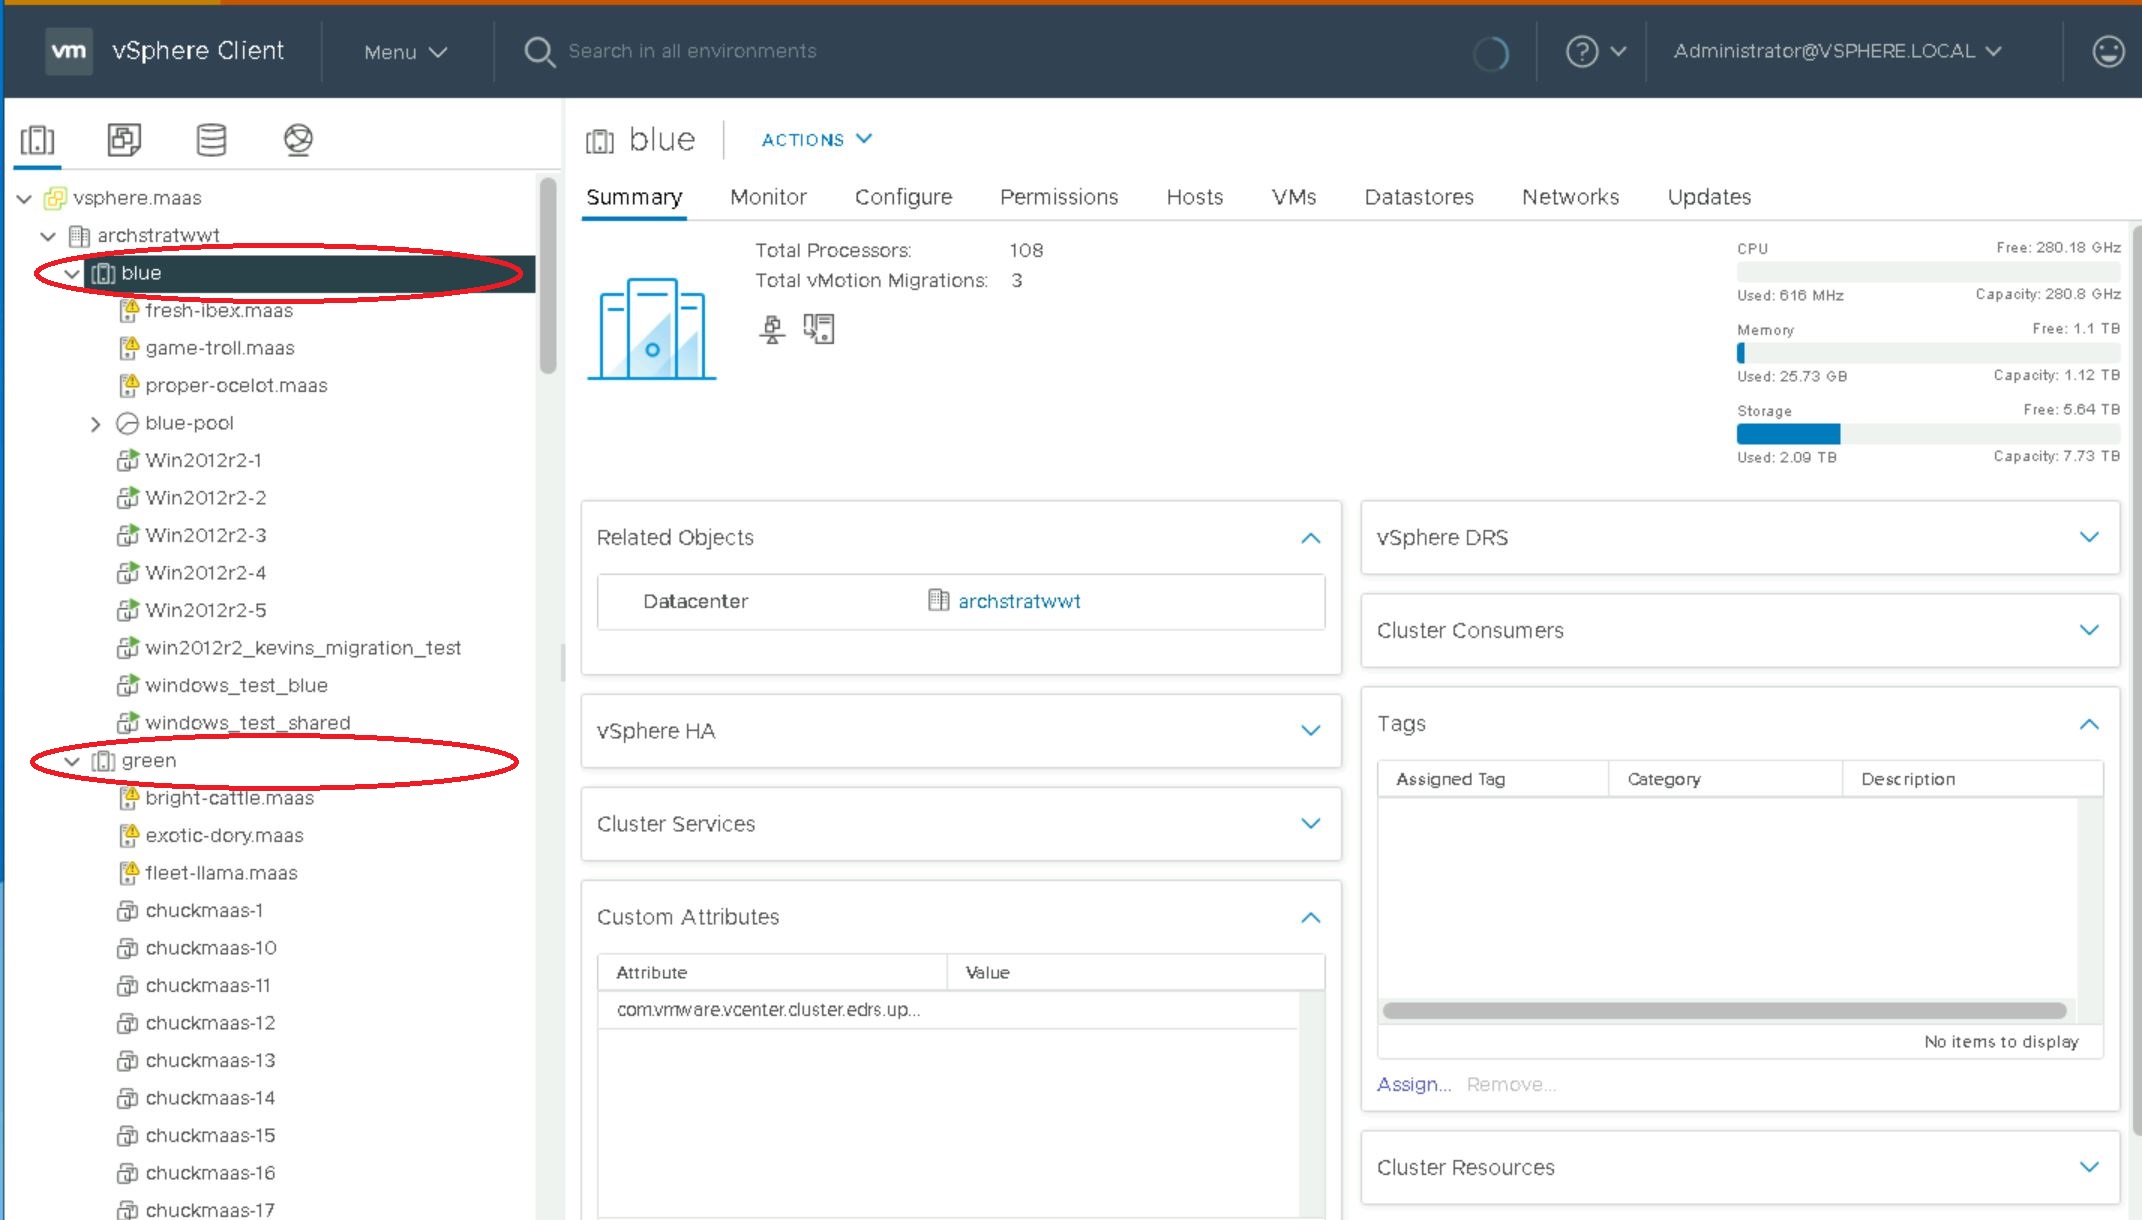 vm vSphere Client Menu Search in all environments Administrator@VSPHERE.LOCAL
vsphere.maas
archstratwwt
blue
fresh-ibex.maas
game-troll.maas
proper-ocelot.maas
blue-pool
Win2012r2-1
Win2012r2-2
Win2012r2-3
Win2012r2-4
Win2012r2-5
win2012r2_kevins_migration_test
windows_test_blue
windows_test_shared
green
bright-cattle.maas
exotic-dory.maas
fleet-llama.maas
chuckmaas-1
chuckmaas-10
chuckmaas-11
chuckmaas-12
chuckmaas-13
chuckmaas-14
chuckmaas-15
chuckmaas-16
chuckmaas-17
blue ACTIONS
Summary Monitor Configure Permissions Hosts VMs Datastores Networks Updates
Total Processors: 108
Total vMotion Migrations: 3
CPU Free: 280.18 GHz
Used: 616 MHz Capacity: 280.8 GHz
Memory Free: 1.1 TB
Used: 25.73 GB Capacity: 1.12 TB
Storage Free: 5.64 TB
Used: 2.09 TB Capacity: 7.73 TB
Related Objects
Datacenter archstratwwt
vSphere HA
Cluster Services
Custom Attributes
Attribute Value
com.vmware.vcenter.cluster.edrs.up...
vSphere DRS
Cluster Consumers
Tags
Assigned Tag Category Description
No items to display
Assign... Remove...
Cluster Resources